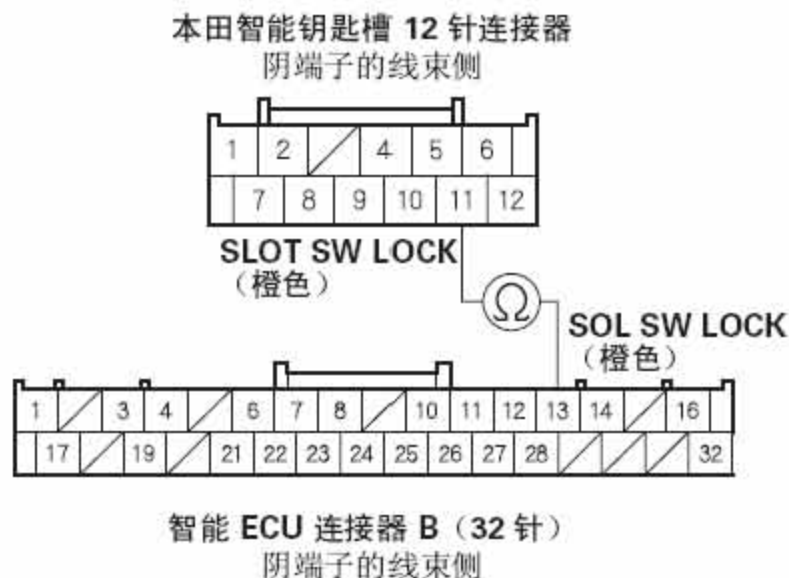 本田智能钥匙槽 12 针连接器
阴端子的线束侧
1 2 4 5 6
7 8 9 10 11 12
SLOT SW LOCK
（橙色）
Ω
SOL SW LOCK
（橙色）
1 3 4 6 7 8 10 11 12 13 14 16
17 19 21 22 23 24 25 26 27 28 32
智能 ECU 连接器 B（32 针）
阴端子的线束侧